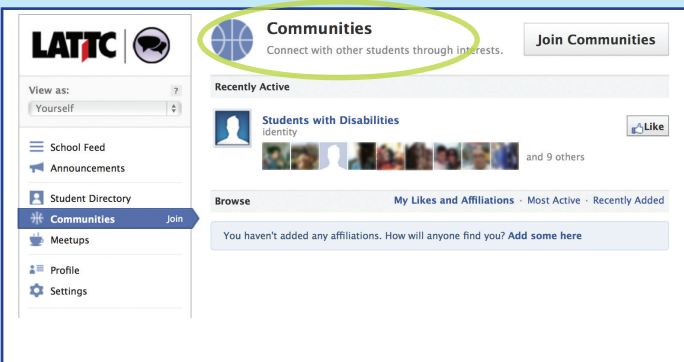 LATTC
Communities
Connect with other students through interests.
Join Communities
View as:
?
Yourself
School Feed
Announcements
Student Directory
Communities
Join
Meetups
Profile
Settings
Recently Active
Students with Disabilities
identity
Like
and 9 others
Browse
My Likes and Affiliations · Most Active · Recently Added
You haven't added any affiliations. How will anyone find you? Add some here